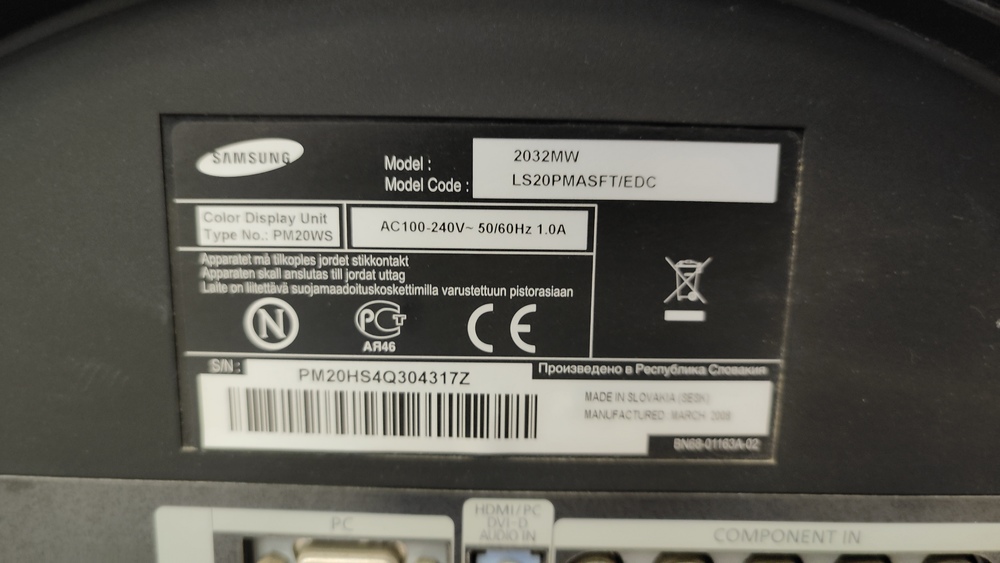 SAMSUNG
Model :
2032MW
Model Code :
LS20PMASFT/EDC
Color Display Unit
Type No.: PM20WS
AC100-240V~ 50/60Hz 1.0A
Apparatet må tilkoples jordet stikkontakt
Apparaten skall anslutas till jordat uttag
Laite on liitettävä suojamaadoituskoskettimilla varustettuun pistorasiaan
N
РСТ
АЯ46
CE
S/N :
PM20HS4Q304317Z
Произведено в Республика Словакия
MADE IN SLOVAKIA (SESK)
MANUFACTURED: MARCH
BN68-01163A-02
PC
HDMI/PC
DVI-D
AUDIO IN
COMPONENT IN